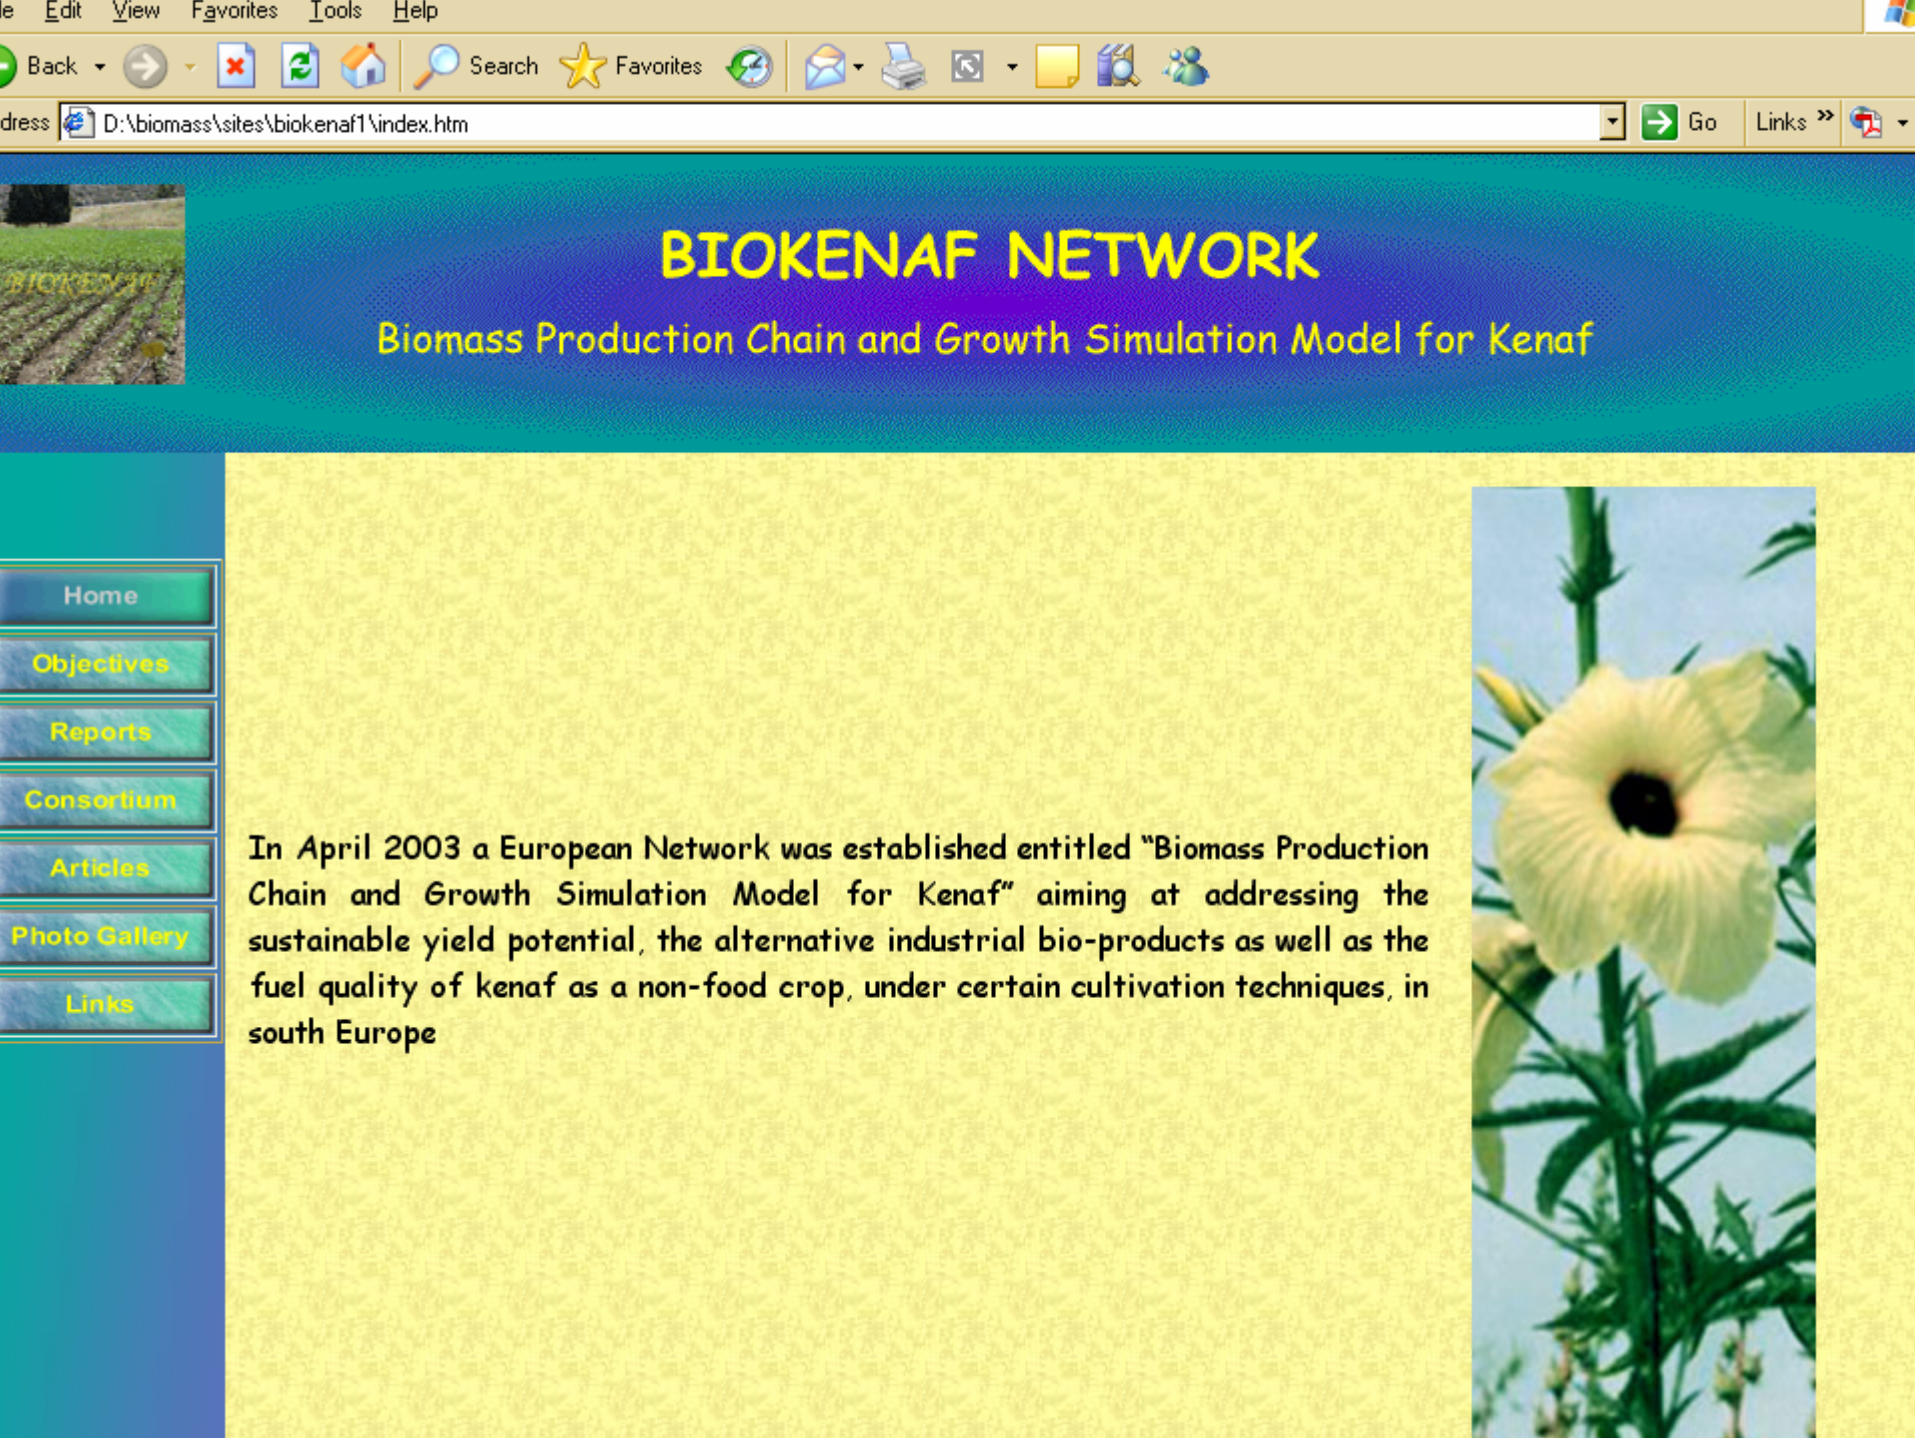 Edit View Favorites Tools Help
Back Search Favorites
dress D:\biomass\sites\biokenaf1\index.htm Go Links »
BIOKENAF
BIOKENAF NETWORK
Biomass Production Chain and Growth Simulation Model for Kenaf
Home
Objectives
Reports
Consortium
Articles
Photo Gallery
Links
In April 2003 a European Network was established entitled “Biomass Production
Chain and Growth Simulation Model for Kenaf” aiming at addressing the
sustainable yield potential, the alternative industrial bio-products as well as the
fuel quality of kenaf as a non-food crop, under certain cultivation techniques, in
south Europe